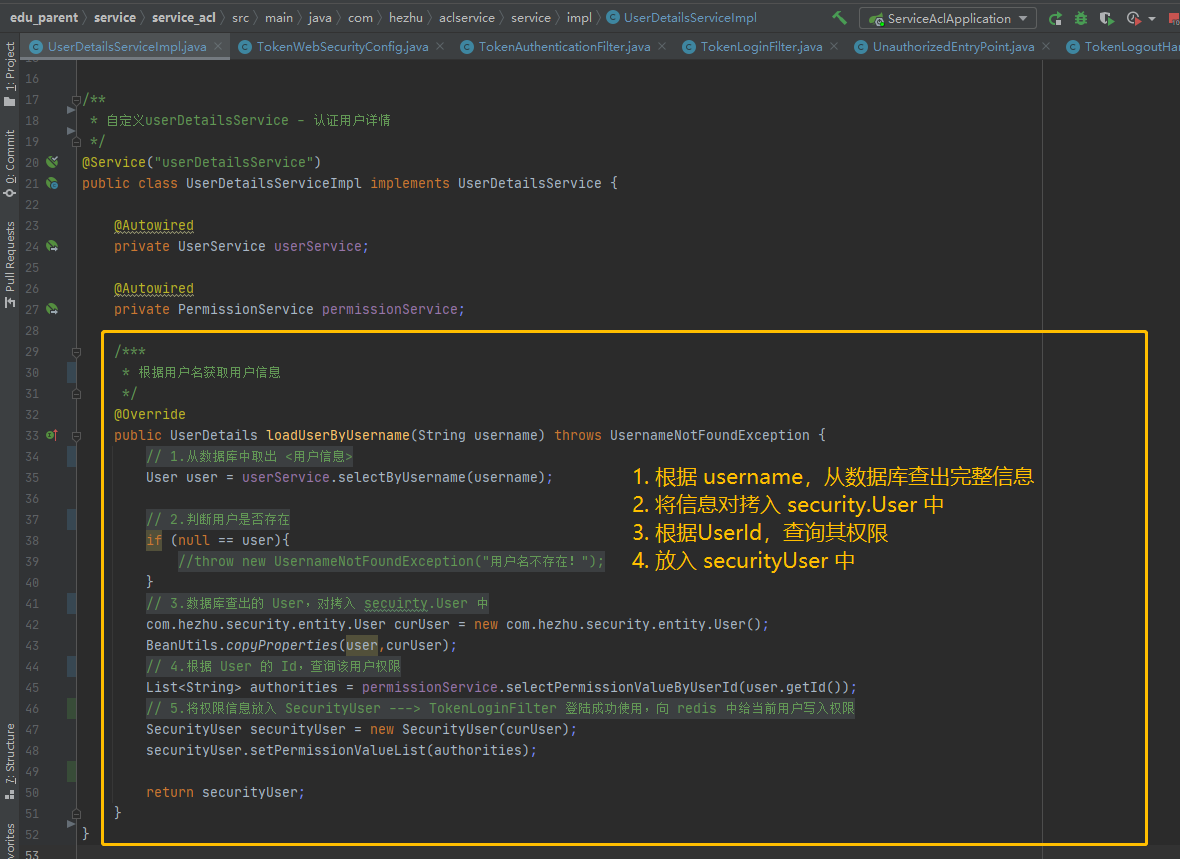 edu_parent service service_acl src main java com hezhu aclservice service impl UserDetailsServiceImpl ServiceAclApplication
UserDetailsServiceImpl.java TokenWebSecurityConfig.java TokenAuthenticationFilter.java TokenLoginFilter.java UnauthorizedEntryPoint.java TokenLogoutHan
1: Project
0: Commit
Pull Requests
7: Structure
vorites
16
17 /**
18 * 自定义userDetailsService - 认证用户详情
19 */
20 @Service("userDetailsService")
21 public class UserDetailsServiceImpl implements UserDetailsService {
22
23 @Autowired
24 private UserService userService;
25
26 @Autowired
27 private PermissionService permissionService;
28
29 /***
30 * 根据用户名获取用户信息
31 */
32 @Override
33 public UserDetails loadUserByUsername(String username) throws UsernameNotFoundException {
34 // 1.从数据库中取出 <用户信息>
35 User user = userService.selectByUsername(username);
36
37 // 2.判断用户是否存在
38 if (null == user){
39 //throw new UsernameNotFoundException("用户名不存在！");
40 }
41 // 3.数据库查出的 User，对拷入 secuirty.User 中
42 com.hezhu.security.entity.User curUser = new com.hezhu.security.entity.User();
43 BeanUtils.copyProperties(user,curUser);
44 // 4.根据 User 的 Id，查询该用户权限
45 List<String> authorities = permissionService.selectPermissionValueByUserId(user.getId());
46 // 5.将权限信息放入 SecurityUser ---> TokenLoginFilter 登陆成功使用，向 redis 中给当前用户写入权限
47 SecurityUser securityUser = new SecurityUser(curUser);
48 securityUser.setPermissionValueList(authorities);
49
50 return securityUser;
51 }
52 }
53
1. 根据 username，从数据库查出完整信息
2. 将信息对拷入 security.User 中
3. 根据UserId，查询其权限
4. 放入 securityUser 中